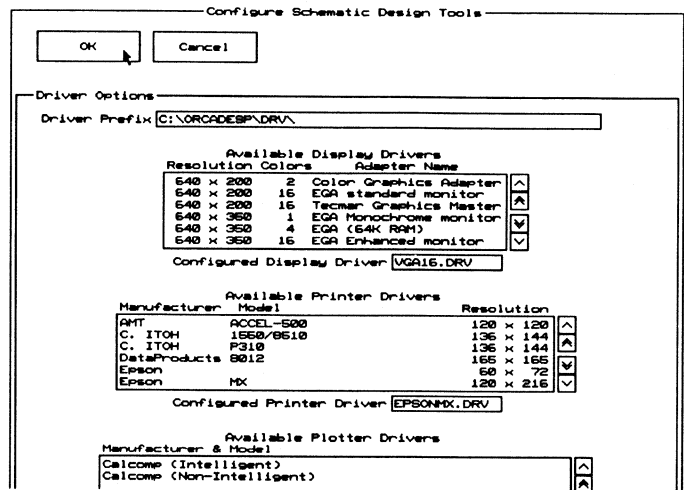 Configure Schematic Design Tools
OK Cancel
Driver Options
Driver Prefix C:\ORCADESP\DRV\
Available Display Drivers
Resolution Colors Adapter Name
640 x 200 2 Color Graphics Adapter
640 x 200 16 EGA standard monitor
640 x 200 16 Tecmar Graphics Master
640 x 350 1 EGA Monochrome monitor
640 x 350 4 EGA (64K RAM)
640 x 350 16 EGA Enhanced monitor
Configured Display Driver VGA16.DRV
Available Printer Drivers
Manufacturer Model Resolution
AMT ACCEL-500 120 x 120
C. ITOH 1550/8510 136 x 144
C. ITOH P310 136 x 144
DataProducts 8012 165 x 165
Epson 60 x 72
Epson MX 120 x 216
Configured Printer Driver EPSONMX.DRV
Available Plotter Drivers
Manufacturer & Model
Calcomp (Intelligent)
Calcomp (Non-Intelligent)